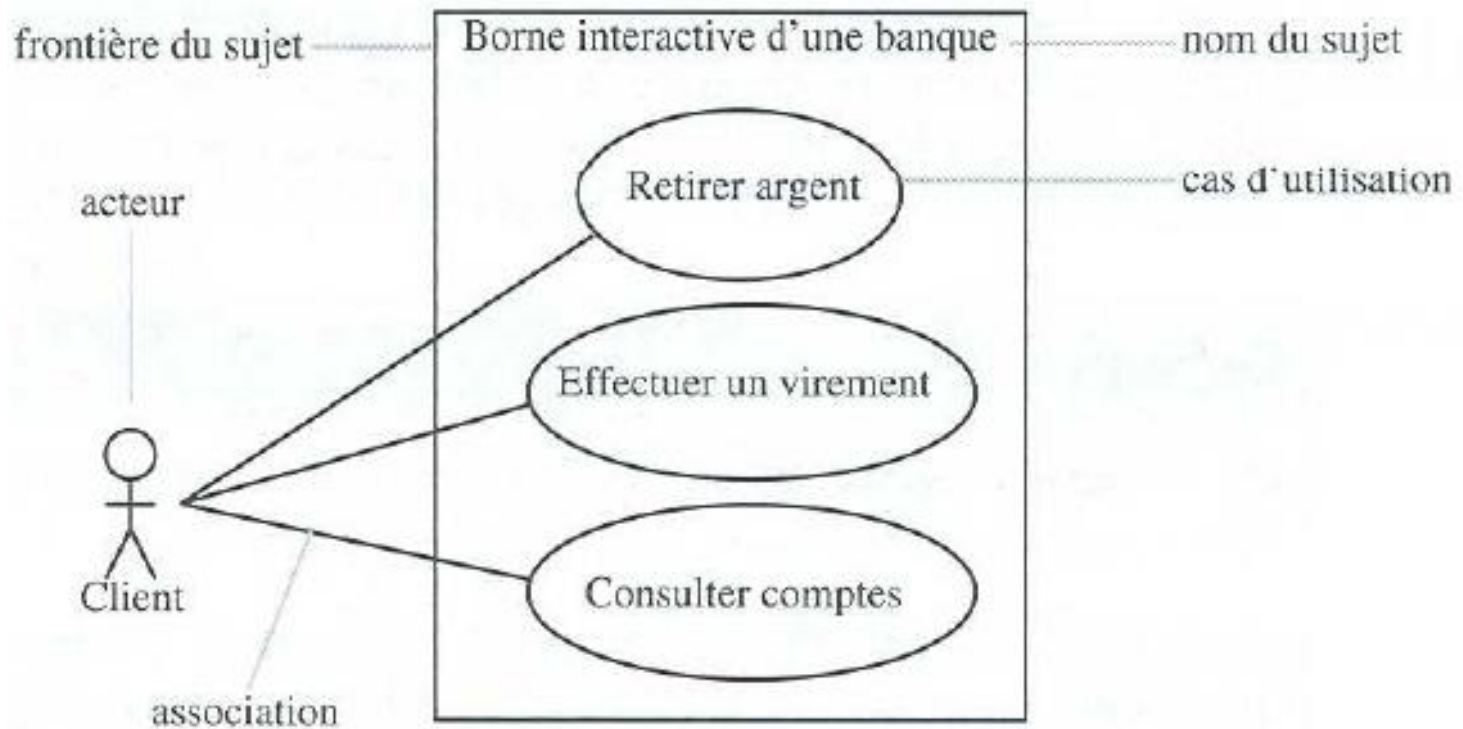 frontière du sujet
Borne interactive d'une banque
nom du sujet
Retirer argent
cas d'utilisation
acteur
Effectuer un virement
Client
Consulter comptes
association